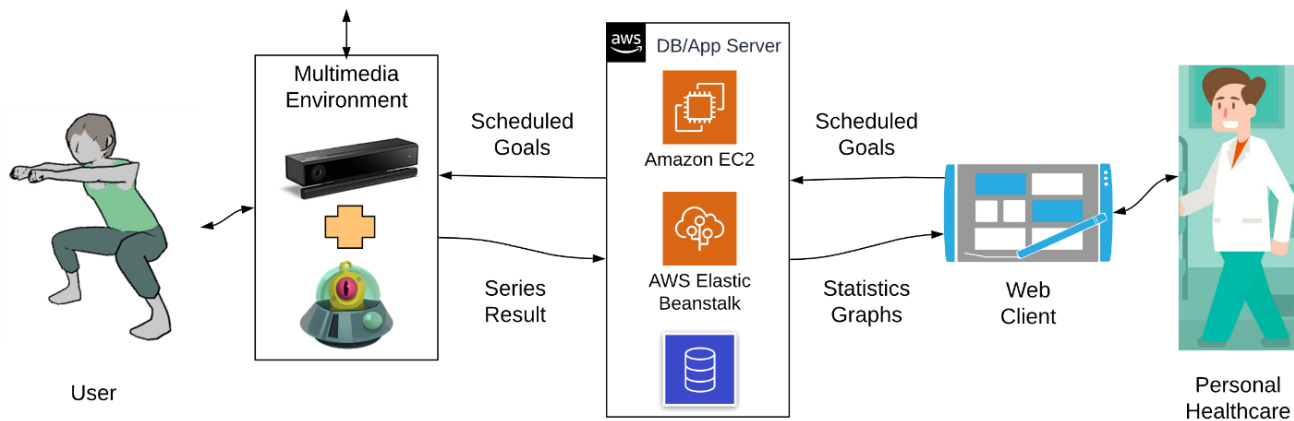 Multimedia
Environment
aws
DB/App Server
Scheduled
Goals
Amazon EC2
Scheduled
Goals
Series
Result
AWS Elastic
Beanstalk
Statistics
Graphs
Web
Client
User
Personal
Healthcare